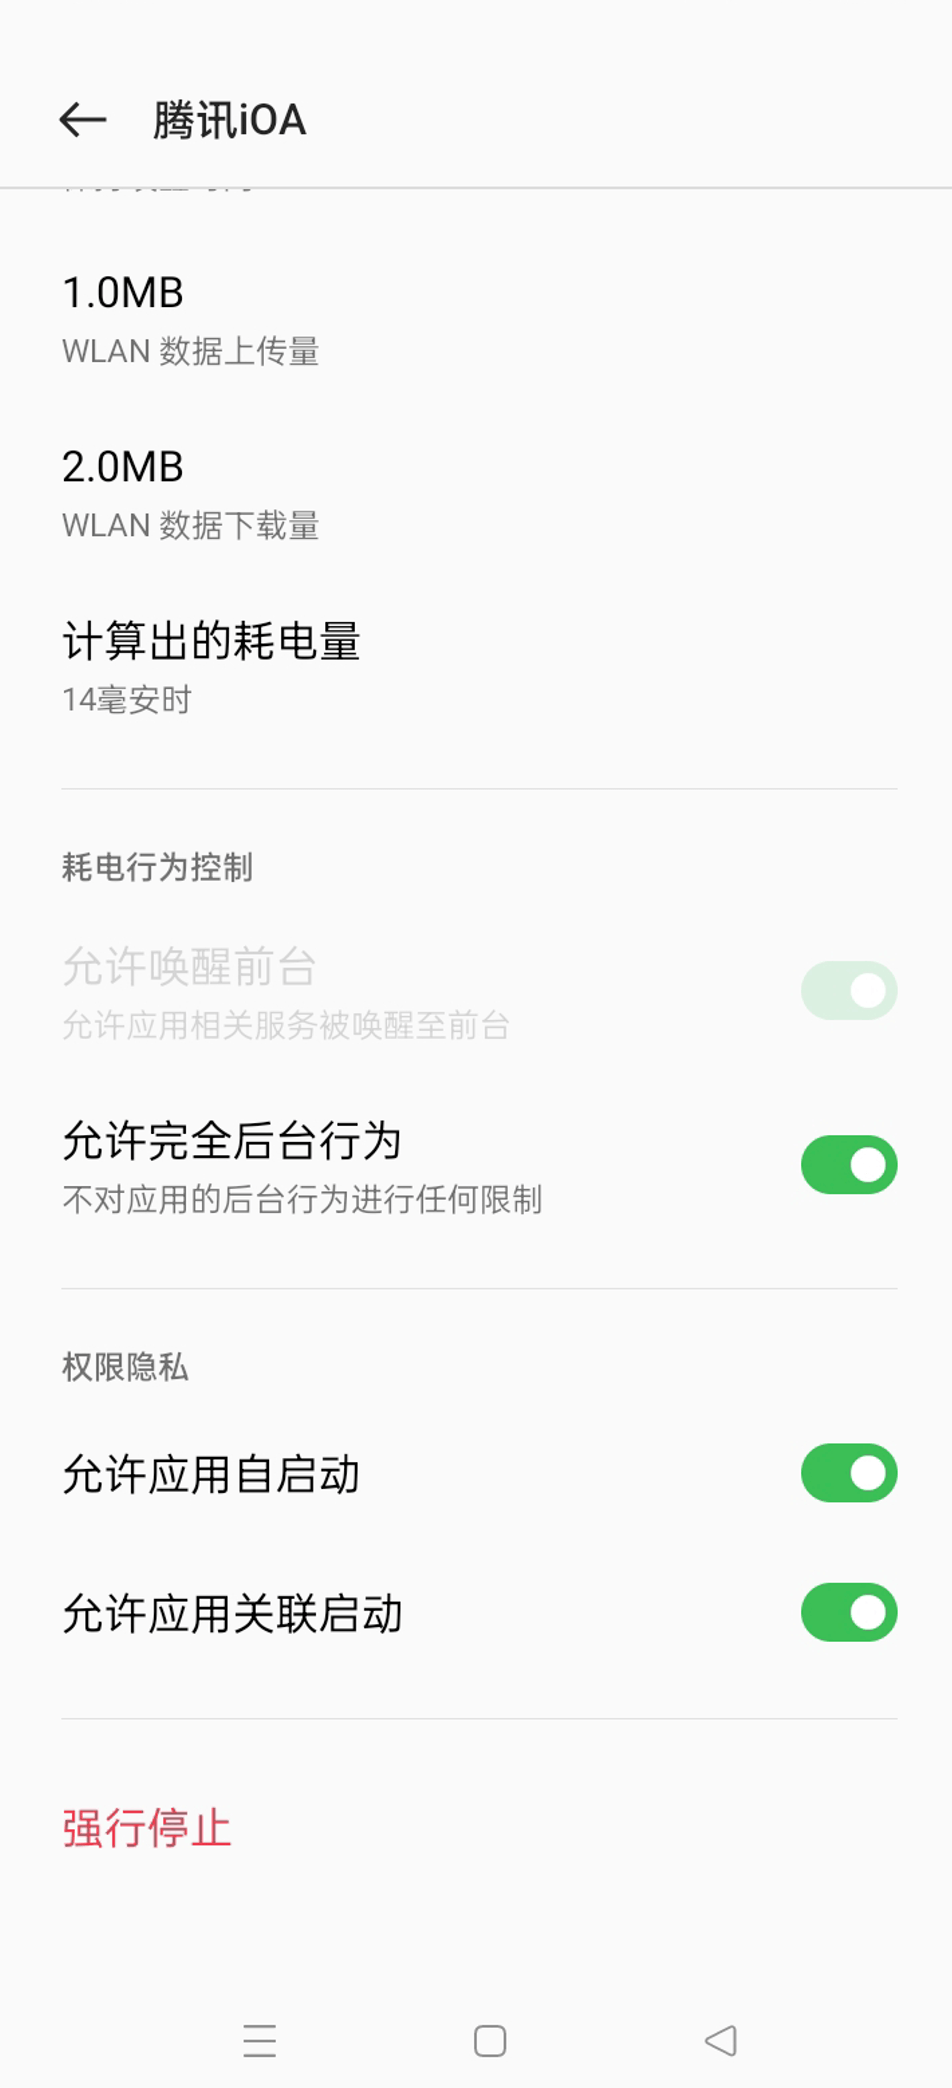 腾讯iOA
1.0MB
WLAN 数据上传量
2.0MB
WLAN 数据下载量
计算出的耗电量
14毫安时
耗电行为控制
允许唤醒前台
允许应用相关服务被唤醒至前台
允许完全后台行为
不对应用的后台行为进行任何限制
权限隐私
允许应用自启动
允许应用关联启动
强行停止